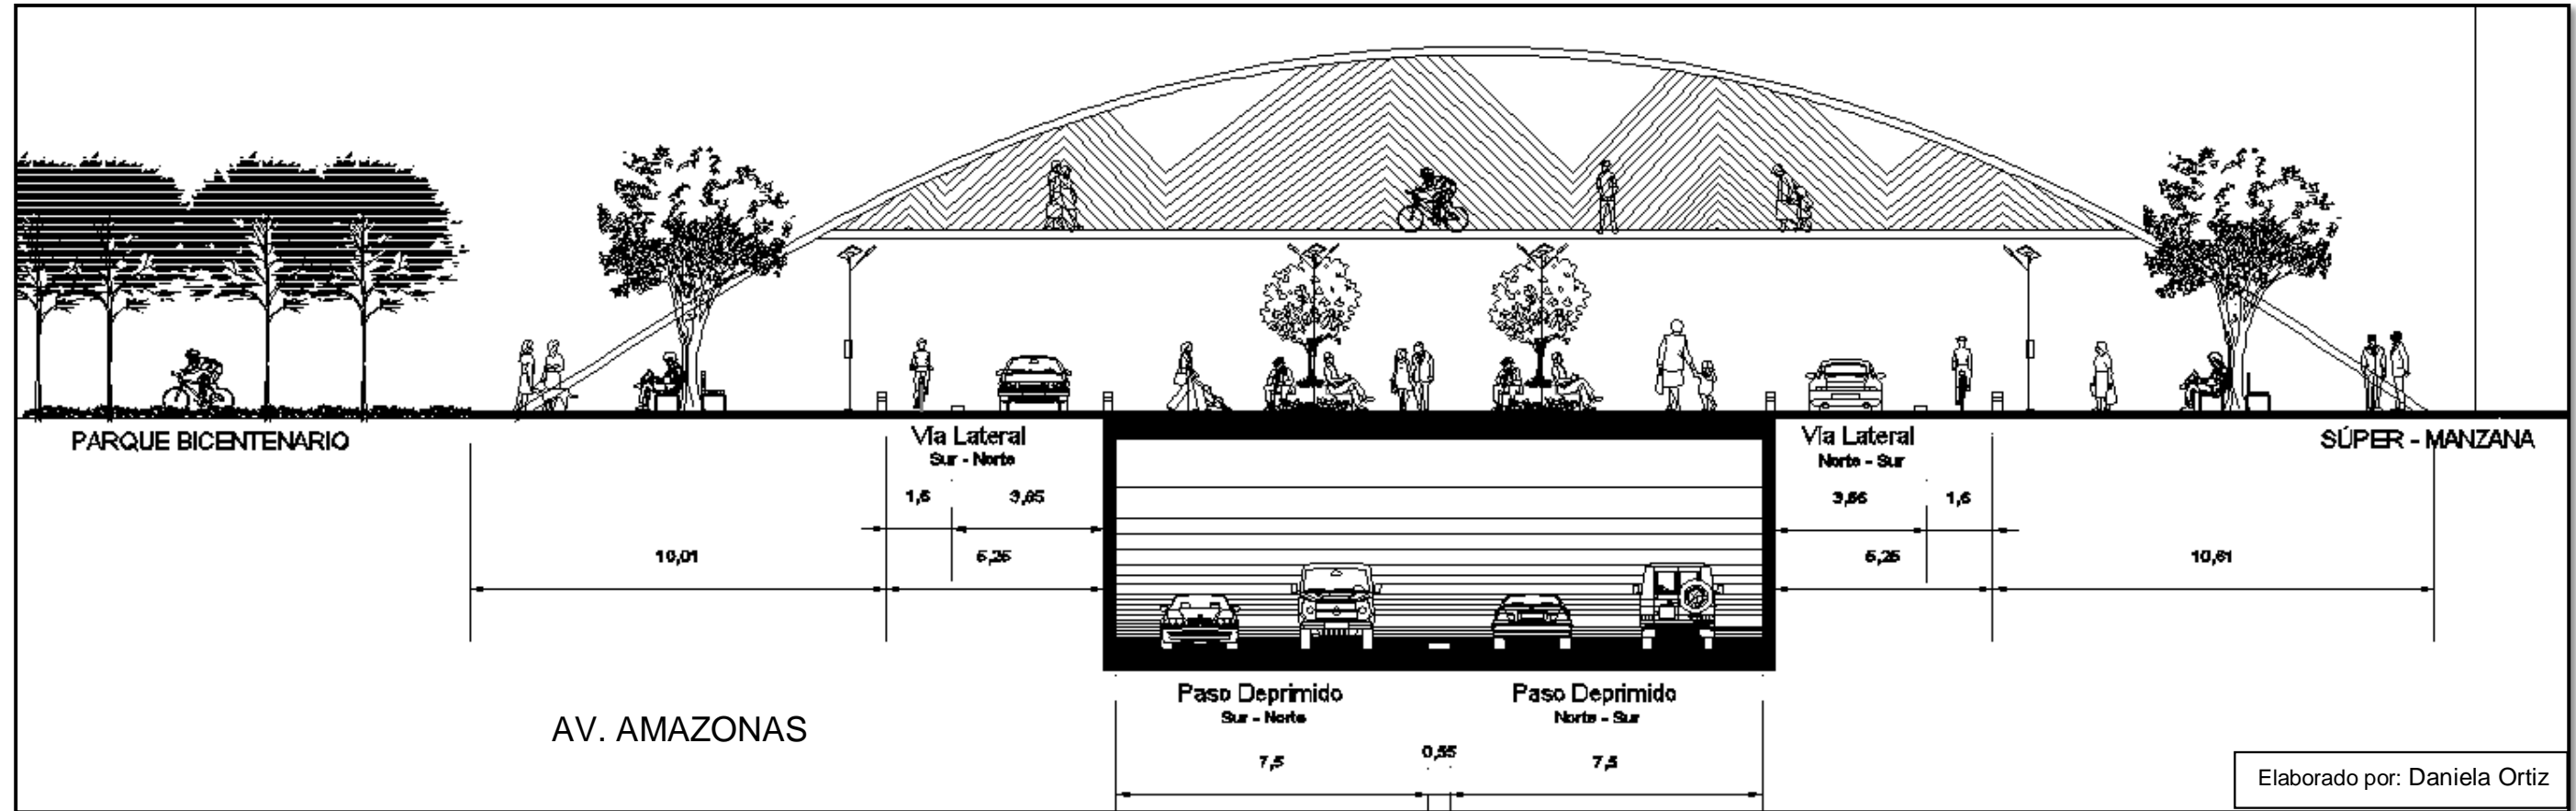 PARQUE BICENTENARIO
Vía Lateral
Sur - Norte
Vía Lateral
Norte - Sur
SÚPER - MANZANA
1,6
3,65
1,6
10,01
5,25
5,25
10,61
Paso Deprimido
Sur - Norte
Paso Deprimido
Norte - Sur
AV. AMAZONAS
7,5
0,55
7,5
Elaborado por: Daniela Ortiz